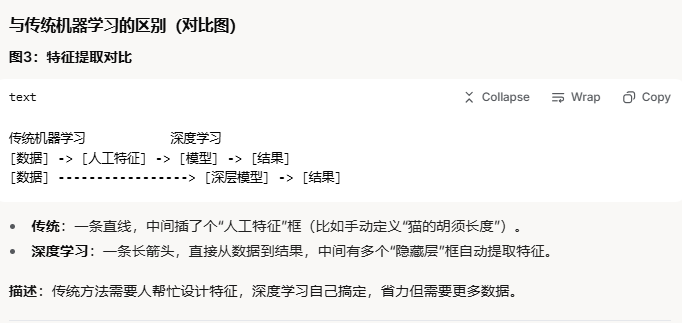 与传统机器学习的区别（对比图）
图3：特征提取对比
text Collapse Wrap Copy
传统机器学习 深度学习
[数据] -> [人工特征] -> [模型] -> [结果]
[数据] -----------------> [深层模型] -> [结果]
• 传统：一条直线，中间插了个“人工特征”框（比如手动定义“猫的胡须长度”）。
• 深度学习：一条长箭头，直接从数据到结果，中间有多个“隐藏层”框自动提取特征。
描述：传统方法需要人帮忙设计特征，深度学习自己搞定，省力但需要更多数据。